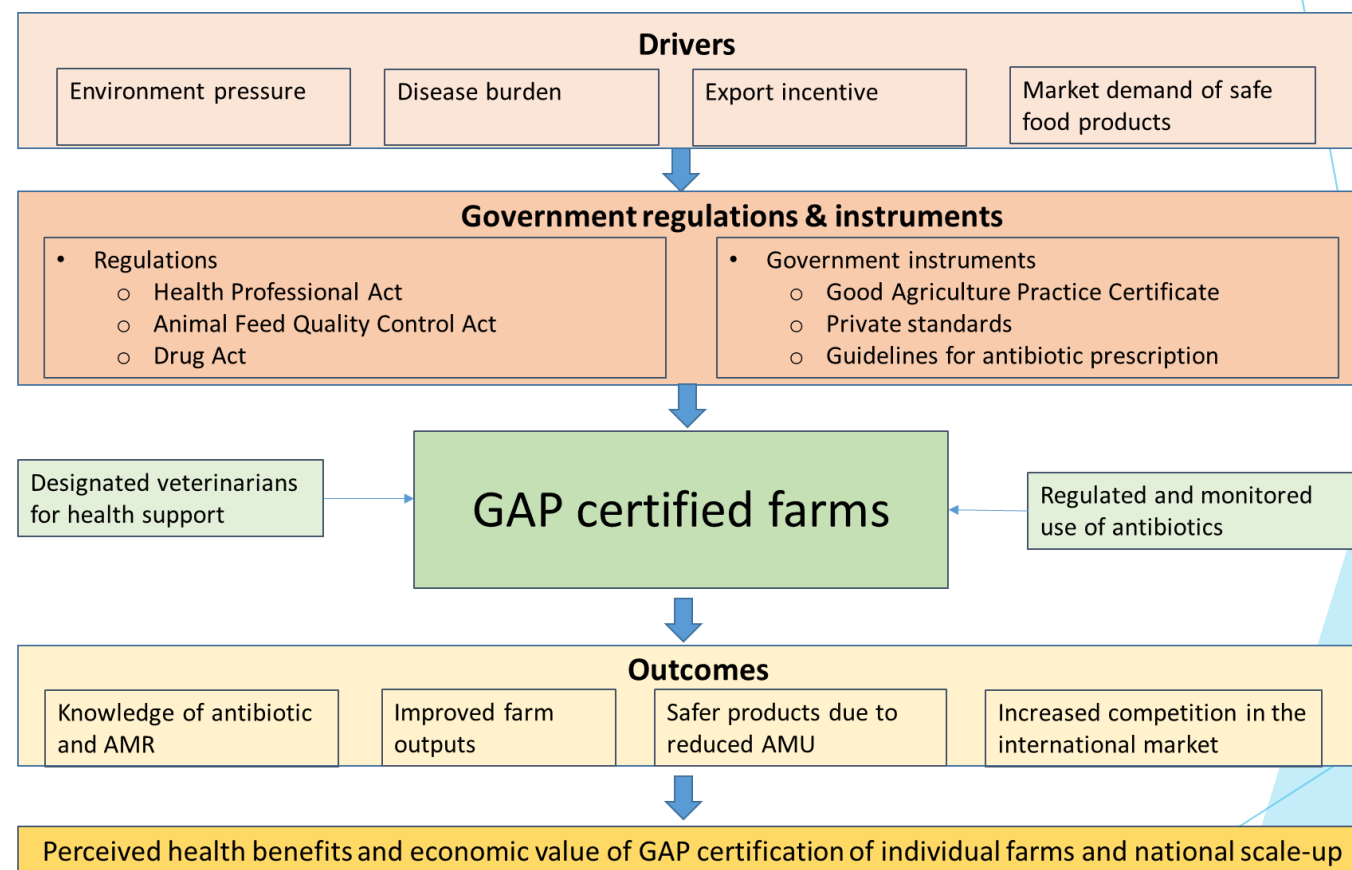 Drivers
Environment pressure
Disease burden
Export incentive
Market demand of safe
food products
Government regulations & instruments
• Regulations
o Health Professional Act
o Animal Feed Quality Control Act
o Drug Act
• Government instruments
o Good Agriculture Practice Certificate
o Private standards
o Guidelines for antibiotic prescription
Designated veterinarians
for health support
GAP certified farms
Regulated and monitored
use of antibiotics
Outcomes
Knowledge of antibiotic
and AMR
Improved farm
outputs
Safer products due to
reduced AMU
Increased competition in the
international market
Perceived health benefits and economic value of GAP certification of individual farms and national scale-up